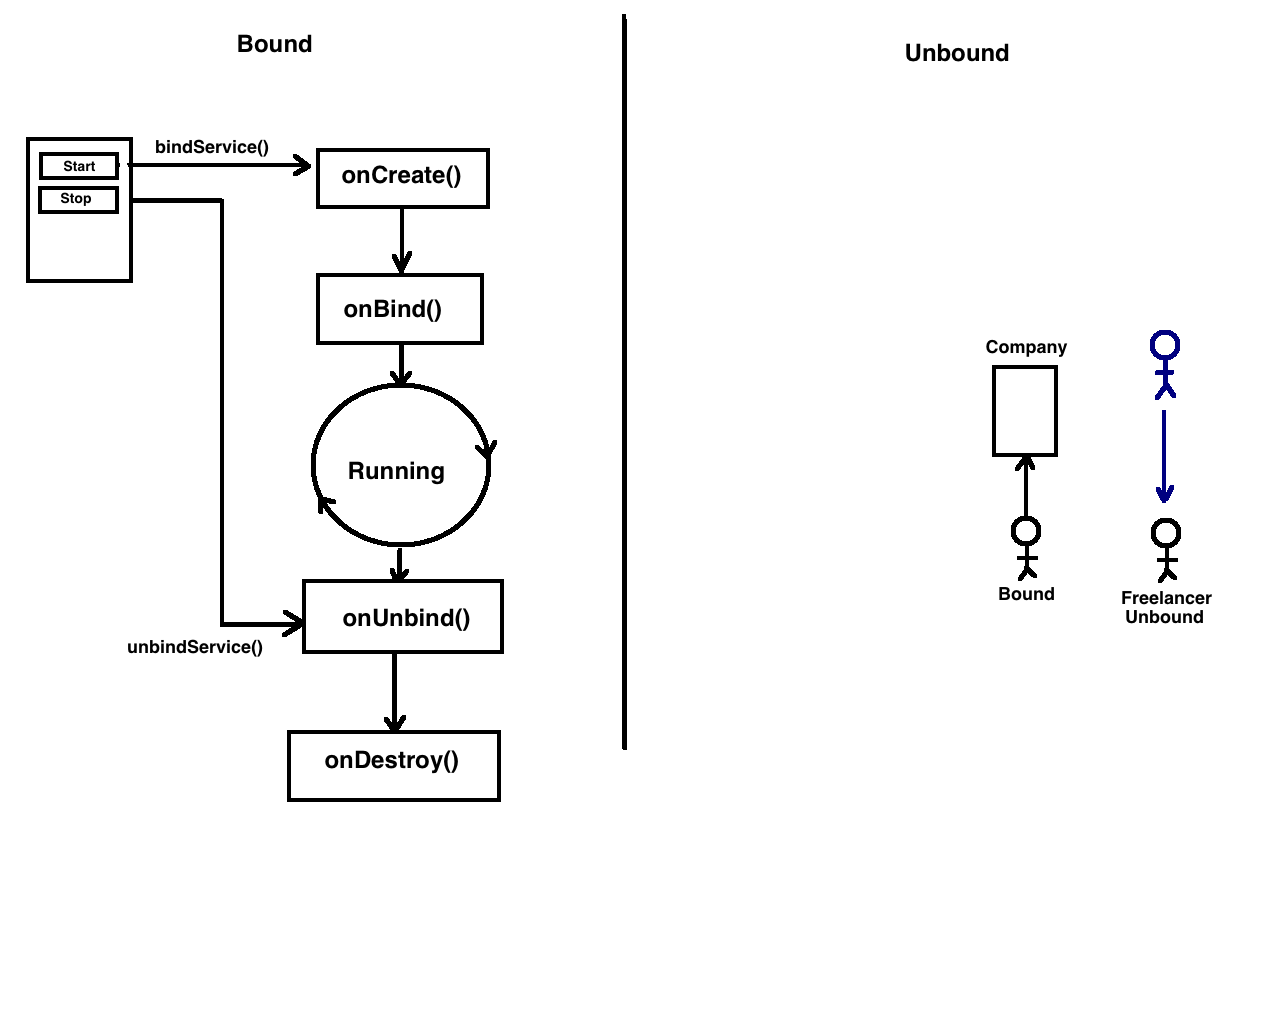 Bound
Unbound
bindService()
Start
Stop
onCreate()
onBind()
Running
onUnbind()
unbindService()
onDestroy()
Company
Bound
Freelancer
Unbound